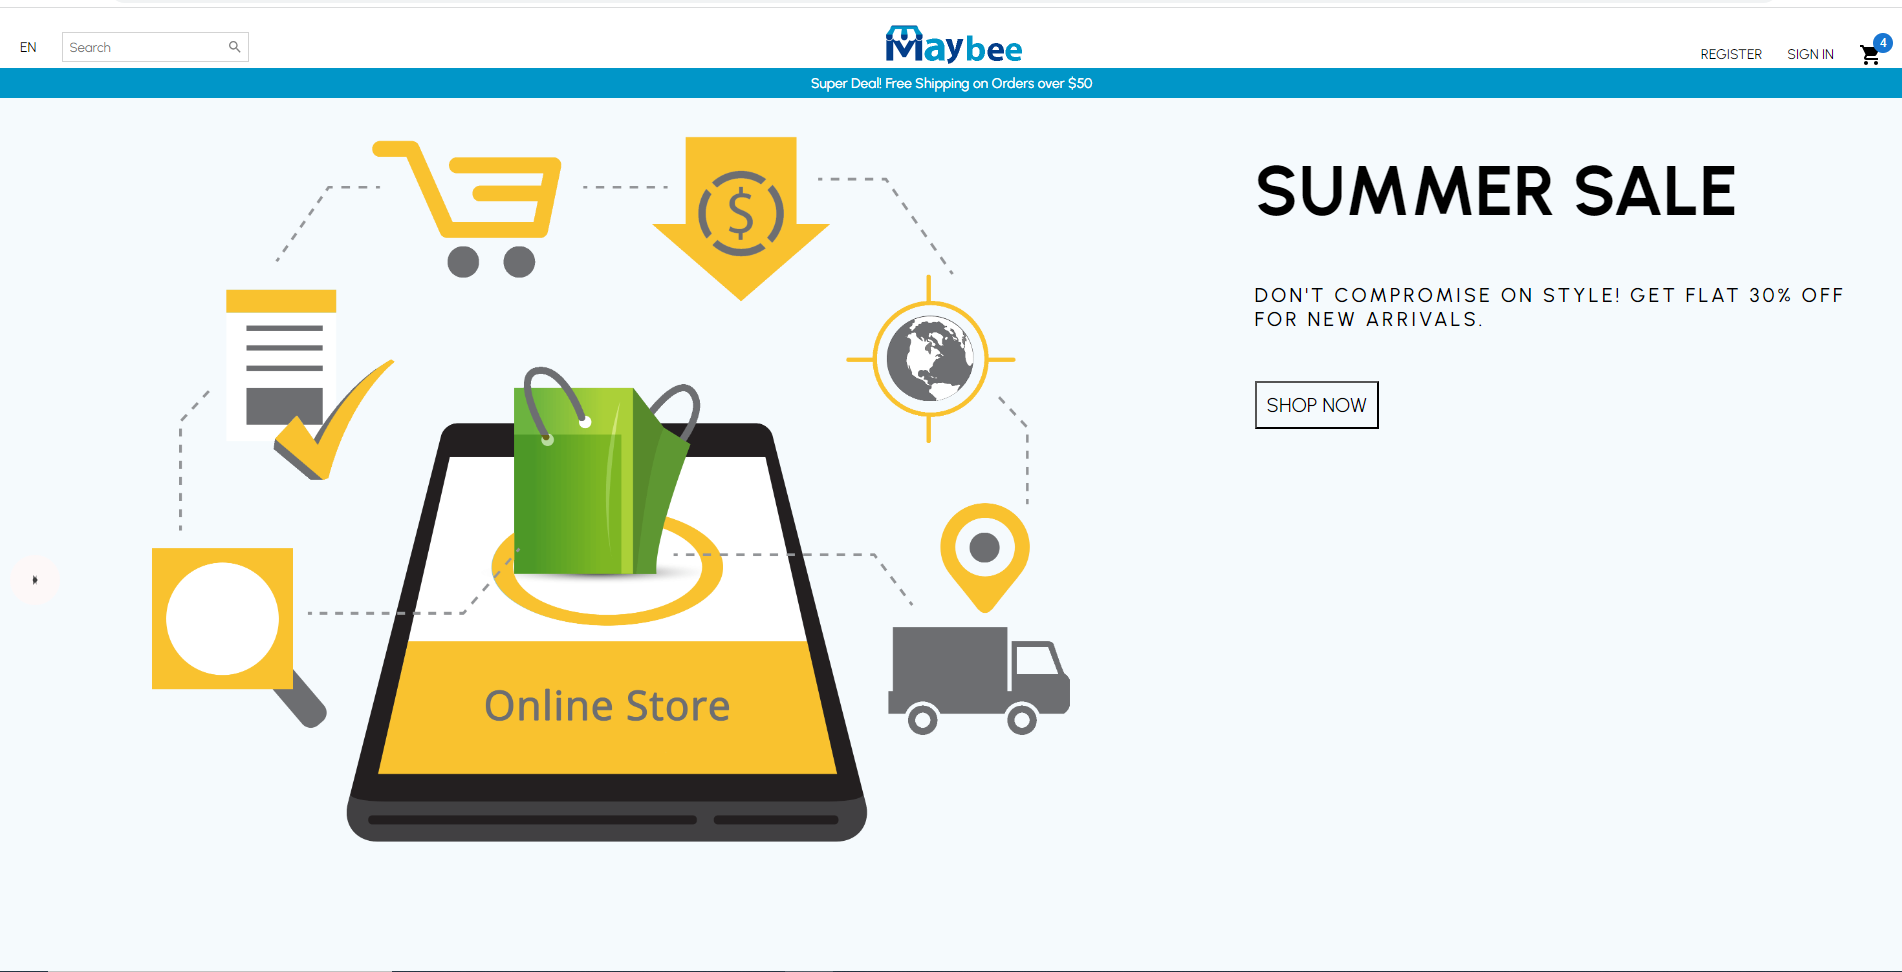 EN
Search
Maybee
REGISTER
SIGN IN
4
Super Deal! Free Shipping on Orders over $50
SUMMER SALE
$
DON'T COMPROMISE ON STYLE! GET FLAT 30% OFF
FOR NEW ARRIVALS.
SHOP NOW
Online Store